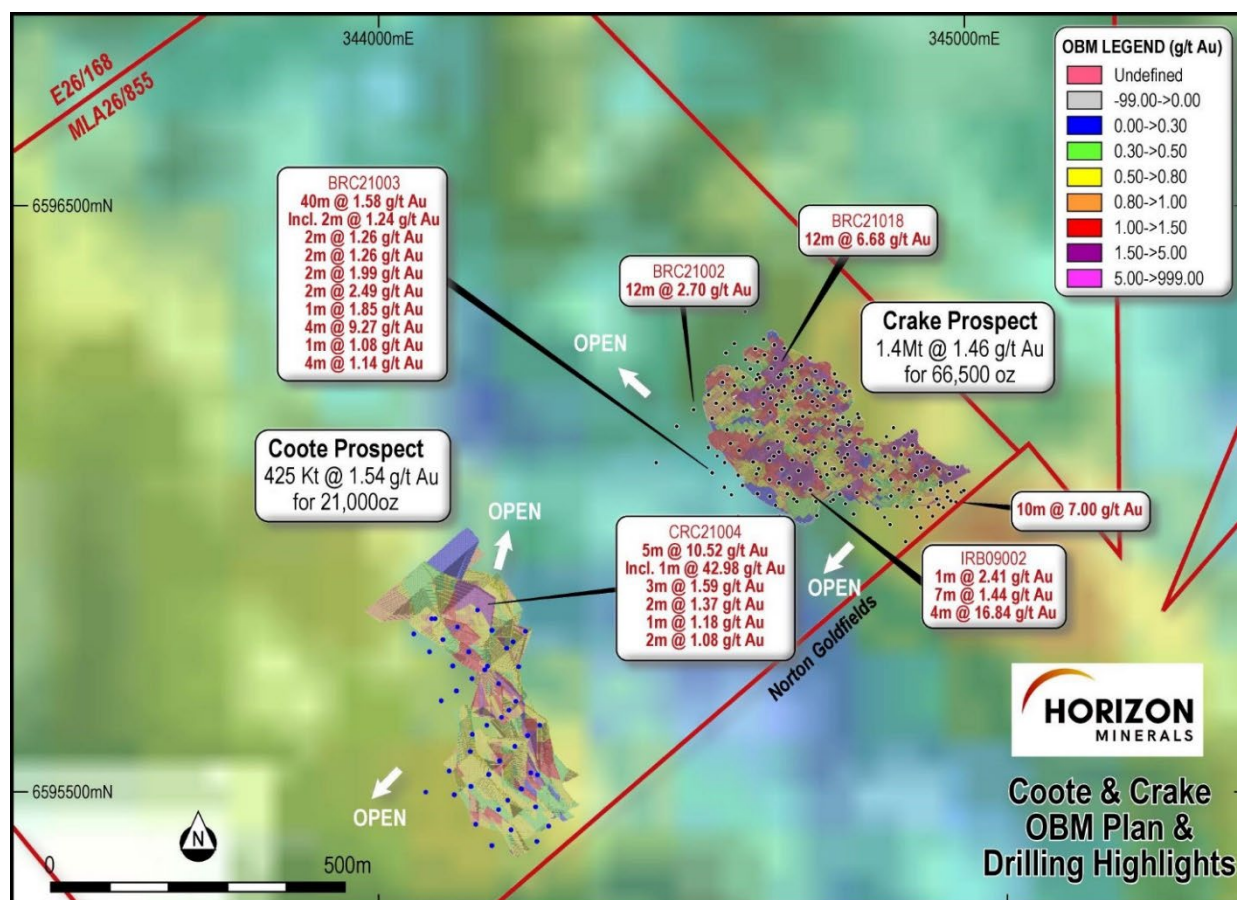 344000mE
345000mE
E26/168
MLA26/855
OBM LEGEND (g/t Au)
Undefined
-99.00->0.00
0.00->0.30
0.30->0.50
0.50->0.80
0.80->1.00
1.00->1.50
1.50->5.00
5.00->999.00
6596500mN
BRC21003
40m @ 1.58 g/t Au
Incl. 2m @ 1.24 g/t Au
2m @ 1.26 g/t Au
2m @ 1.26 g/t Au
2m @ 1.99 g/t Au
2m @ 2.49 g/t Au
1m @ 1.85 g/t Au
4m @ 9.27 g/t Au
1m @ 1.08 g/t Au
4m @ 1.14 g/t Au
BRC21018
12m @ 6.68 g/t Au
BRC21002
12m @ 2.70 g/t Au
Crake Prospect
1.4Mt @ 1.46 g/t Au
for 66,500 oz
OPEN
Coote Prospect
425 Kt @ 1.54 g/t Au
for 21,000oz
OPEN
10m @ 7.00 g/t Au
CRC21004
5m @ 10.52 g/t Au
Incl. 1m @ 42.98 g/t Au
3m @ 1.59 g/t Au
2m @ 1.37 g/t Au
1m @ 1.18 g/t Au
2m @ 1.08 g/t Au
OPEN
IRB09002
1m @ 2.41 g/t Au
7m @ 1.44 g/t Au
4m @ 16.84 g/t Au
Norton Goldfields
HORIZON
MINERALS
6595500mN
OPEN
Coote & Crake
OBM Plan &
Drilling Highlights
N
0
500m